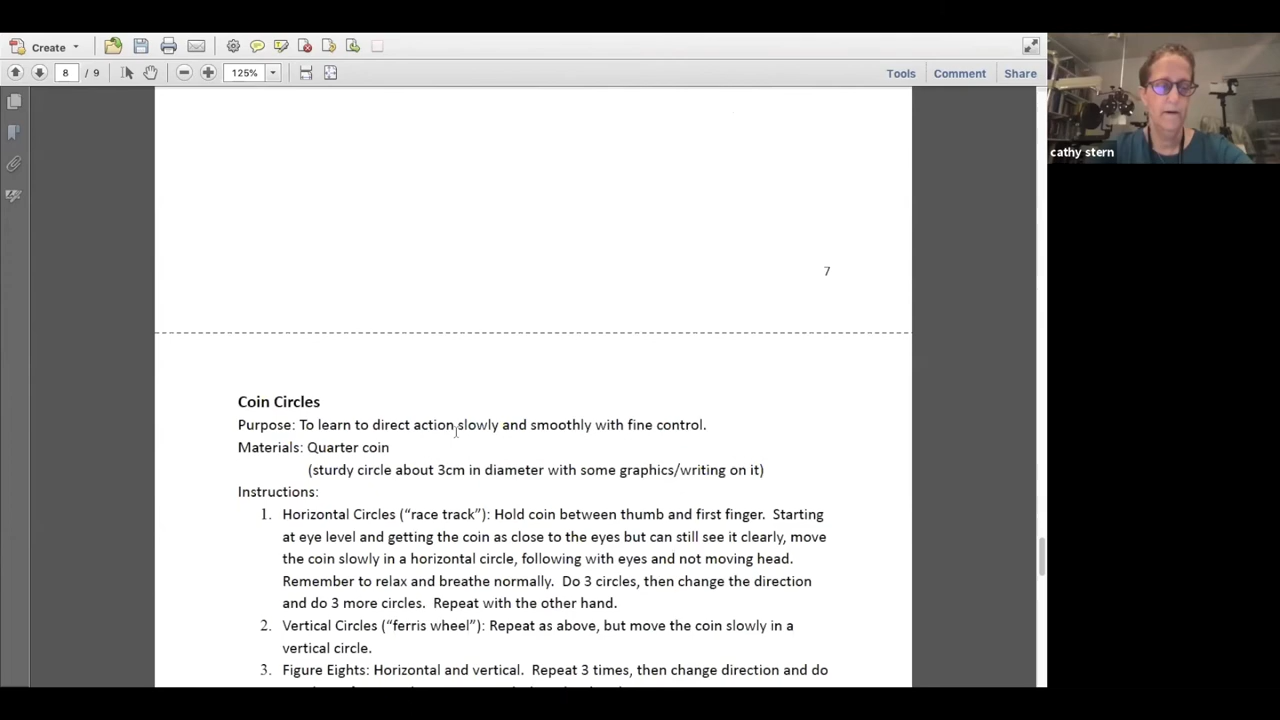 Create
8 / 9
125%
Tools Comment Share
cathy stern
7
Coin Circles
Purpose: To learn to direct action slowly and smoothly with fine control.
Materials: Quarter coin
(sturdy circle about 3cm in diameter with some graphics/writing on it)
Instructions:
1. Horizontal Circles (“race track”): Hold coin between thumb and first finger. Starting
at eye level and getting the coin as close to the eyes but can still see it clearly, move
the coin slowly in a horizontal circle, following with eyes and not moving head.
Remember to relax and breathe normally. Do 3 circles, then change the direction
and do 3 more circles. Repeat with the other hand.
2. Vertical Circles (“ferris wheel”): Repeat as above, but move the coin slowly in a
vertical circle.
3. Figure Eights: Horizontal and vertical. Repeat 3 times, then change direction and do